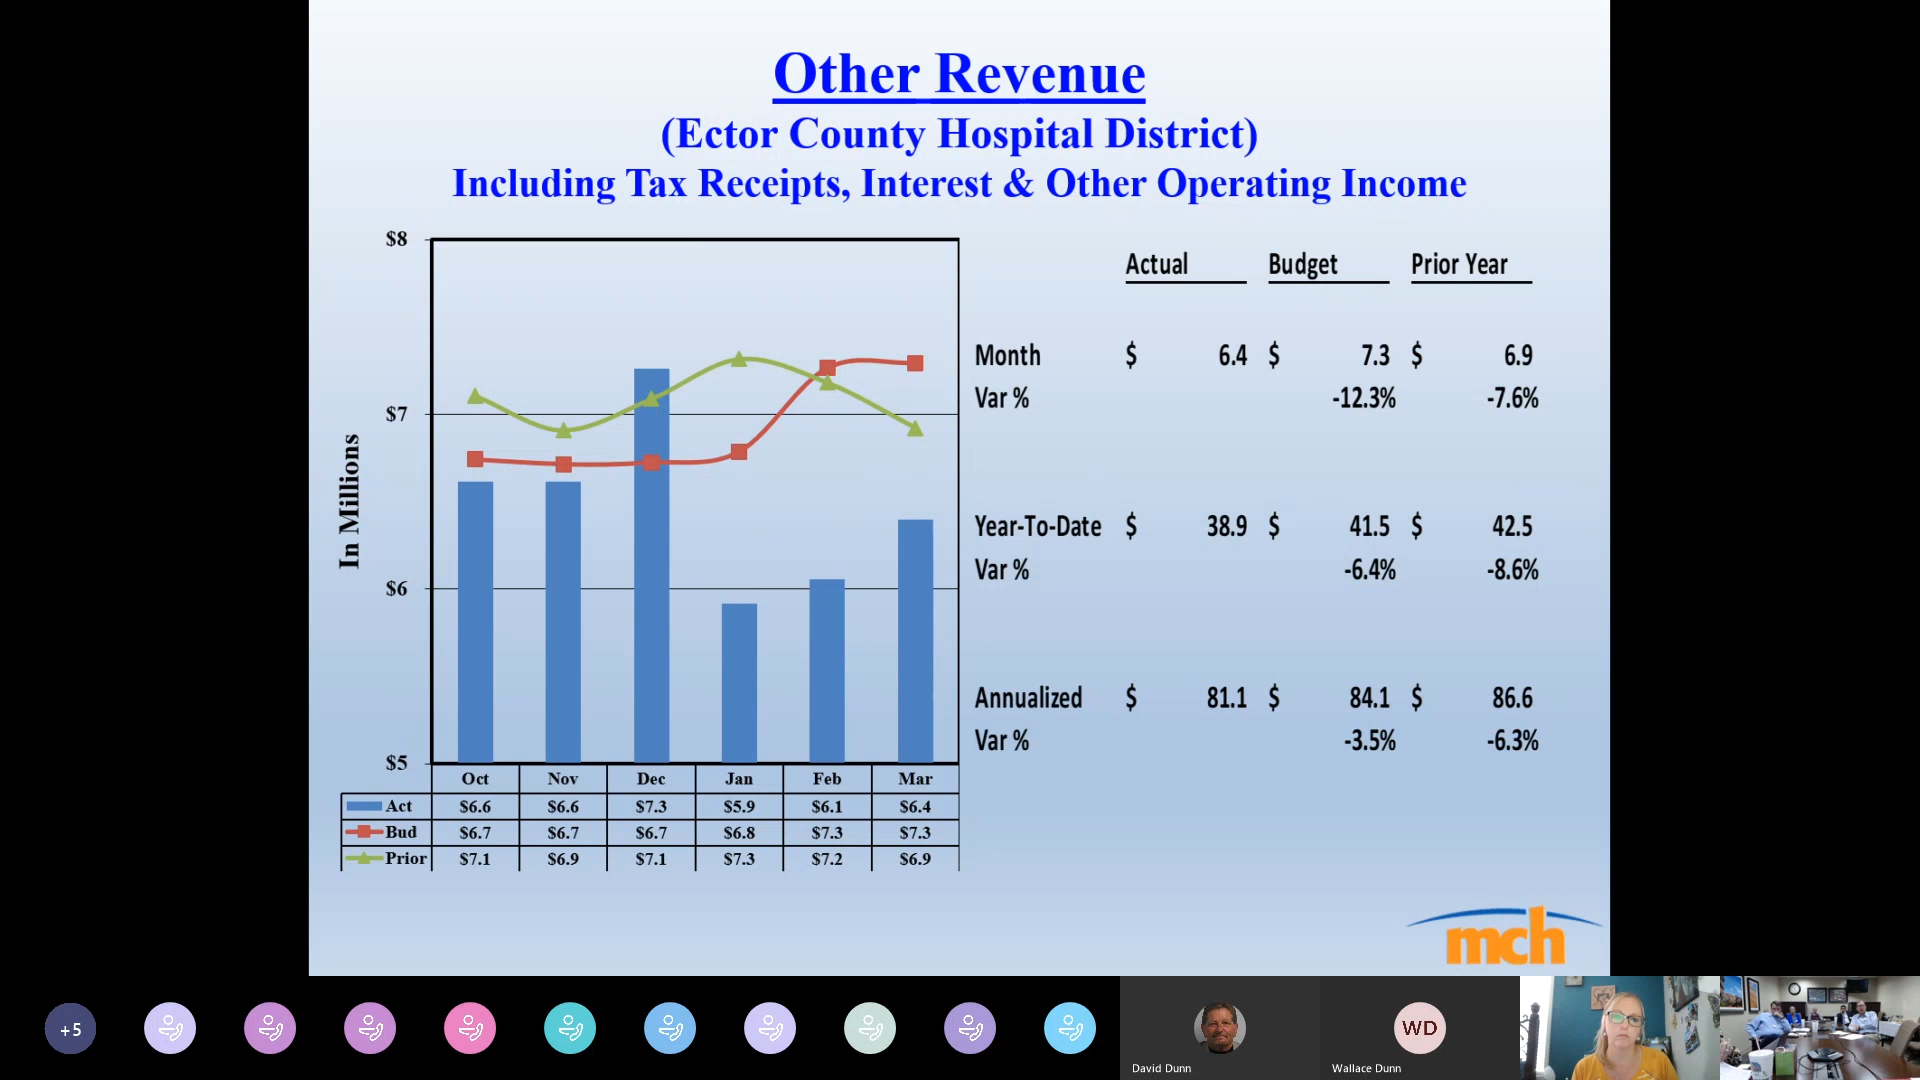 Other Revenue
(Ector County Hospital District)
Including Tax Receipts, Interest & Other Operating Income
$8
$7
$6
$5
In Millions
Oct Nov Dec Jan Feb Mar
Act $6.6 $6.6 $7.3 $5.9 $6.1 $6.4
Bud $6.7 $6.7 $6.7 $6.8 $7.3 $7.3
Prior $7.1 $6.9 $7.1 $7.3 $7.2 $6.9
Actual Budget Prior Year
Month $ 6.4 $ 7.3 $ 6.9
Var % -12.3% -7.6%
Year-To-Date $ 38.9 $ 41.5 $ 42.5
Var % -6.4% -8.6%
Annualized $ 81.1 $ 84.1 $ 86.6
Var % -3.5% -6.3%
mch
+5
WD
David Dunn
Wallace Dunn